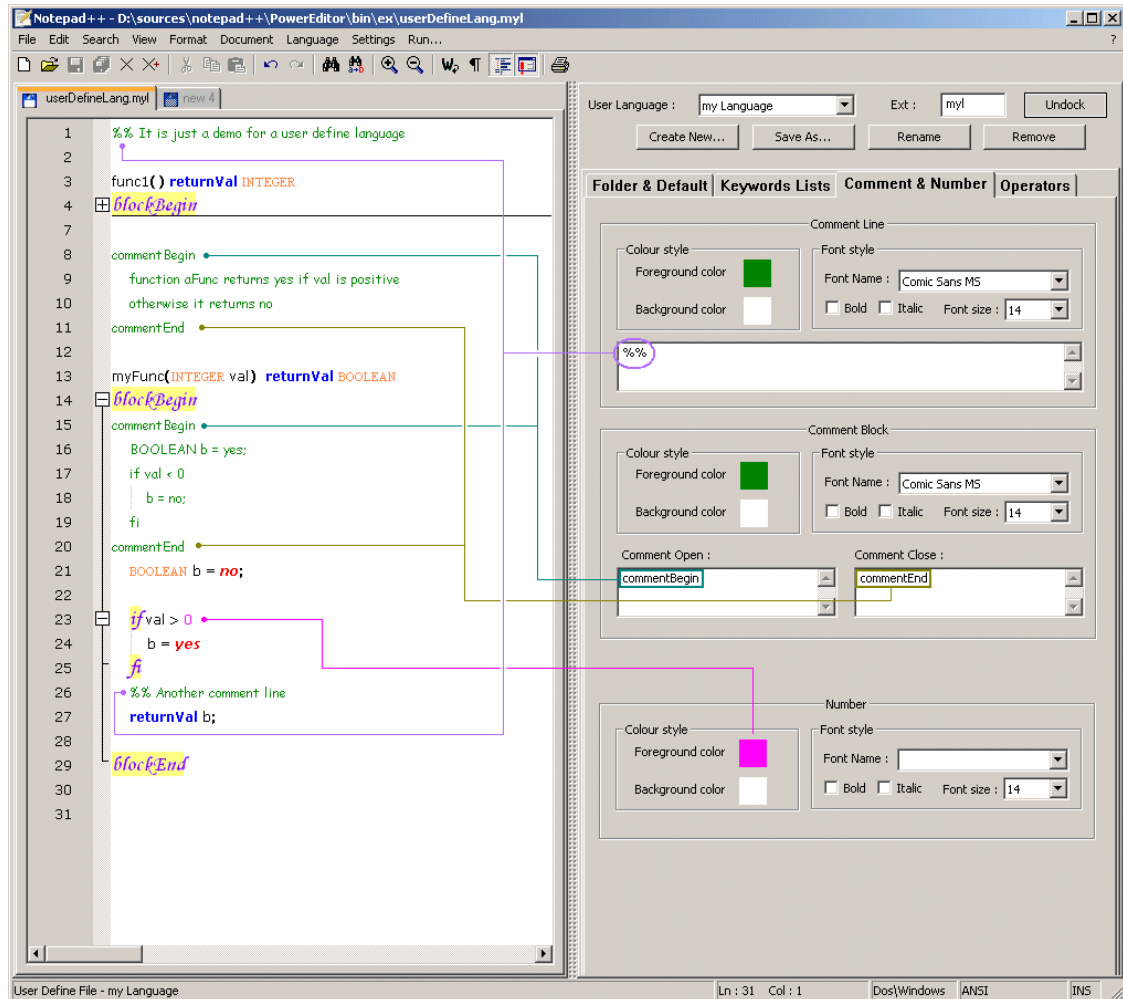 Notepad++ - D:\sources\notepad++\PowerEditor\bin\ex\userDefineLang.myl
File Edit Search View Format Document Language Settings Run... ?
userDefineLang.myl new 4
1 %% It is just a demo for a user define language
2
3 func1() returnVal INTEGER
4 blockBegin
7
8 commentBegin
9 function aFunc returns yes if val is positive
10 otherwise it returns no
11 commentEnd
12
13 myFunc(INTEGER val) returnVal BOOLEAN
14 blockBegin
15 commentBegin
16 BOOLEAN b = yes;
17 if val < 0
18 b = no;
19 fi
20 commentEnd
21 BOOLEAN b = no;
22
23 if val > 0
24 b = yes
25 fi
26 %% Another comment line
27 returnVal b;
28
29 blockEnd
30
31
User Language : my Language Ext : myl Undock
Create New... Save As... Rename Remove
Folder & Default Keywords Lists Comment & Number Operators
Comment Line
Colour style Font style
Foreground color Font Name : Comic Sans MS
Background color Bold Italic Font size : 14
%%
Comment Block
Colour style Font style
Foreground color Font Name : Comic Sans MS
Background color Bold Italic Font size : 14
Comment Open : Comment Close :
commentBegin commentEnd
Number
Colour style Font style
Foreground color Font Name :
Background color Bold Italic Font size : 14
User Define File - my Language Ln : 31 Col : 1 Dos\Windows ANSI INS